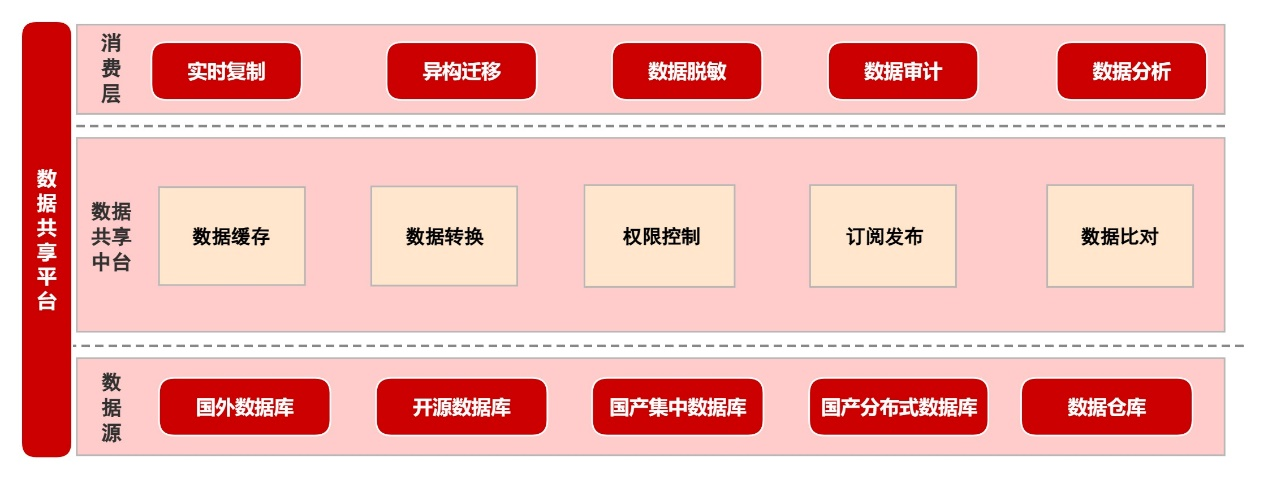 数据共享平台
消费层
实时复制
异构迁移
数据脱敏
数据审计
数据分析
数据
共享
中台
数据缓存
数据转换
权限控制
订阅发布
数据比对
数据源
国外数据库
开源数据库
国产集中数据库
国产分布式数据库
数据仓库